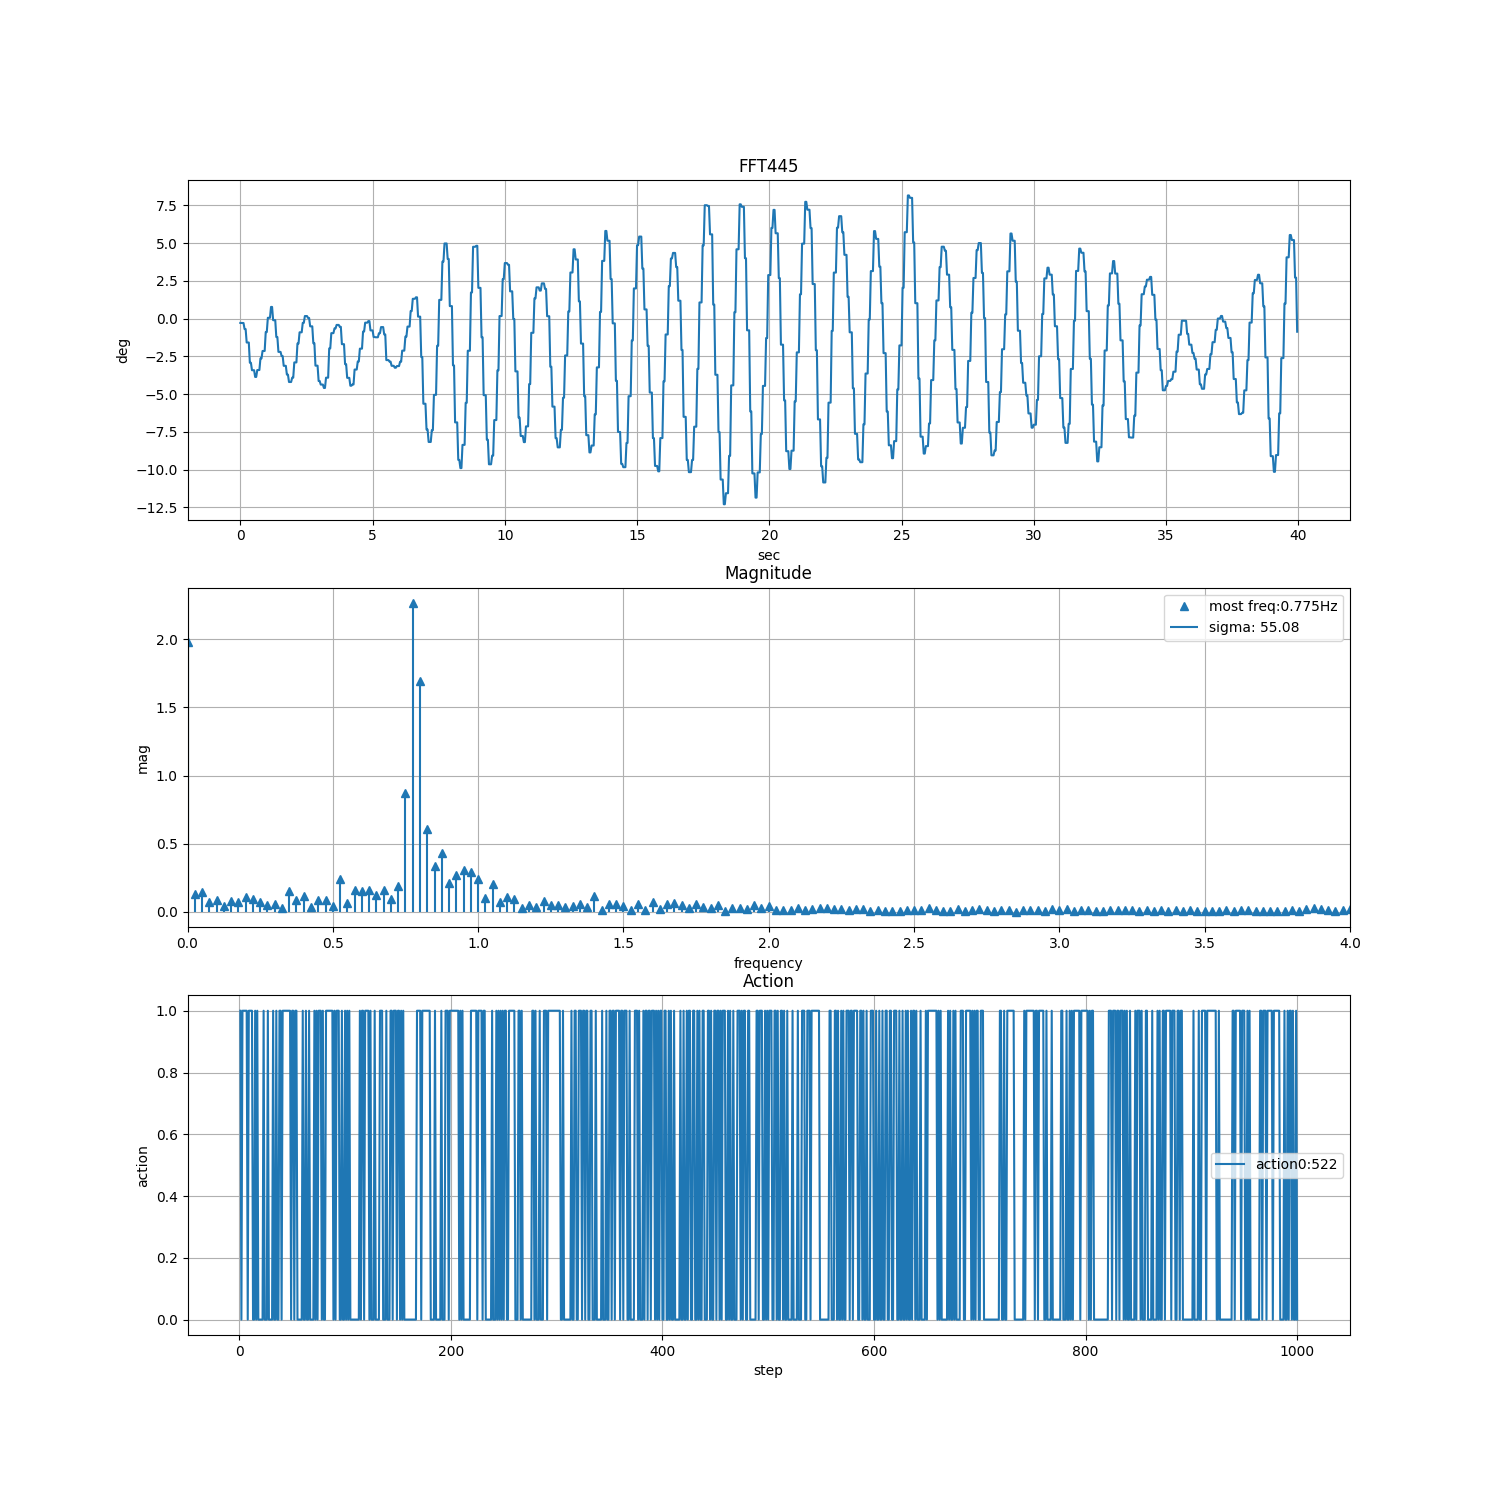 FFT445
7.5
5.0
2.5
0.0
−2.5
−5.0
−7.5
−10.0
−12.5
deg
0 5 10 15 20 25 30 35 40
sec
Magnitude
most freq:0.775Hz
sigma: 55.08
2.0
1.5
1.0
0.5
0.0
mag
0.0 0.5 1.0 1.5 2.0 2.5 3.0 3.5 4.0
frequency
Action
1.0
0.8
0.6
0.4
0.2
0.0
action
action0:522
0 200 400 600 800 1000
step